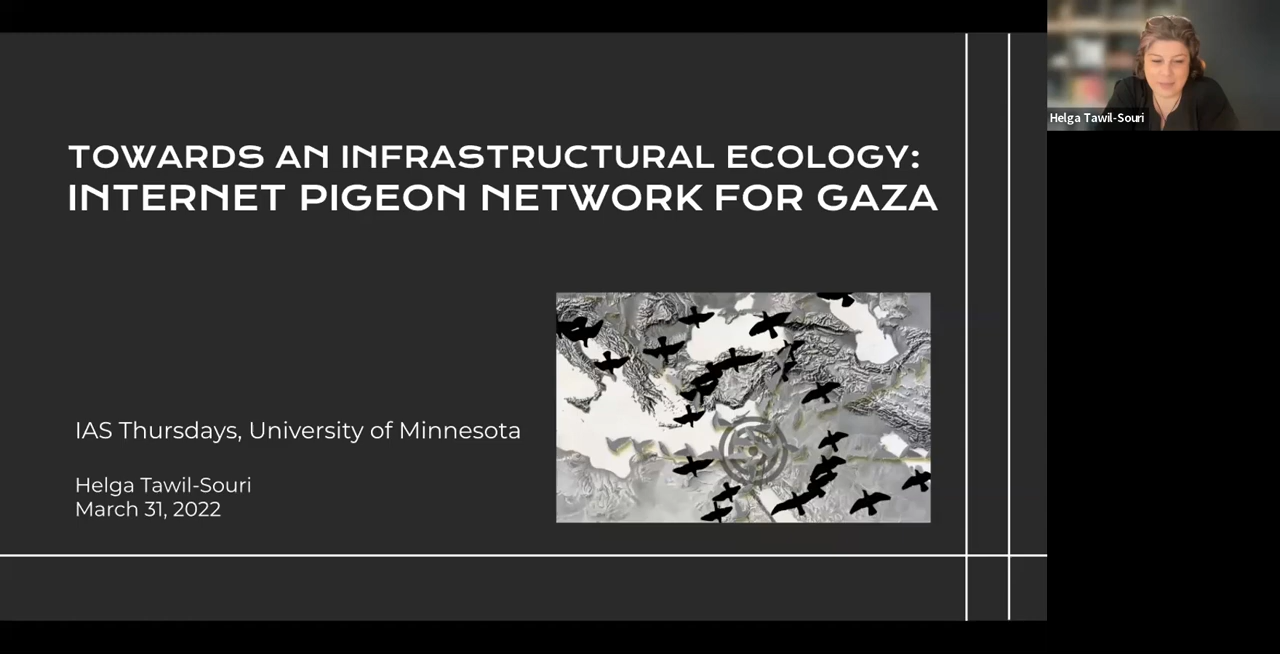 TOWARDS AN INFRASTRUCTURAL ECOLOGY:
INTERNET PIGEON NETWORK FOR GAZA
IAS Thursdays, University of Minnesota
Helga Tawil-Souri
March 31, 2022
Helga Tawil-Souri